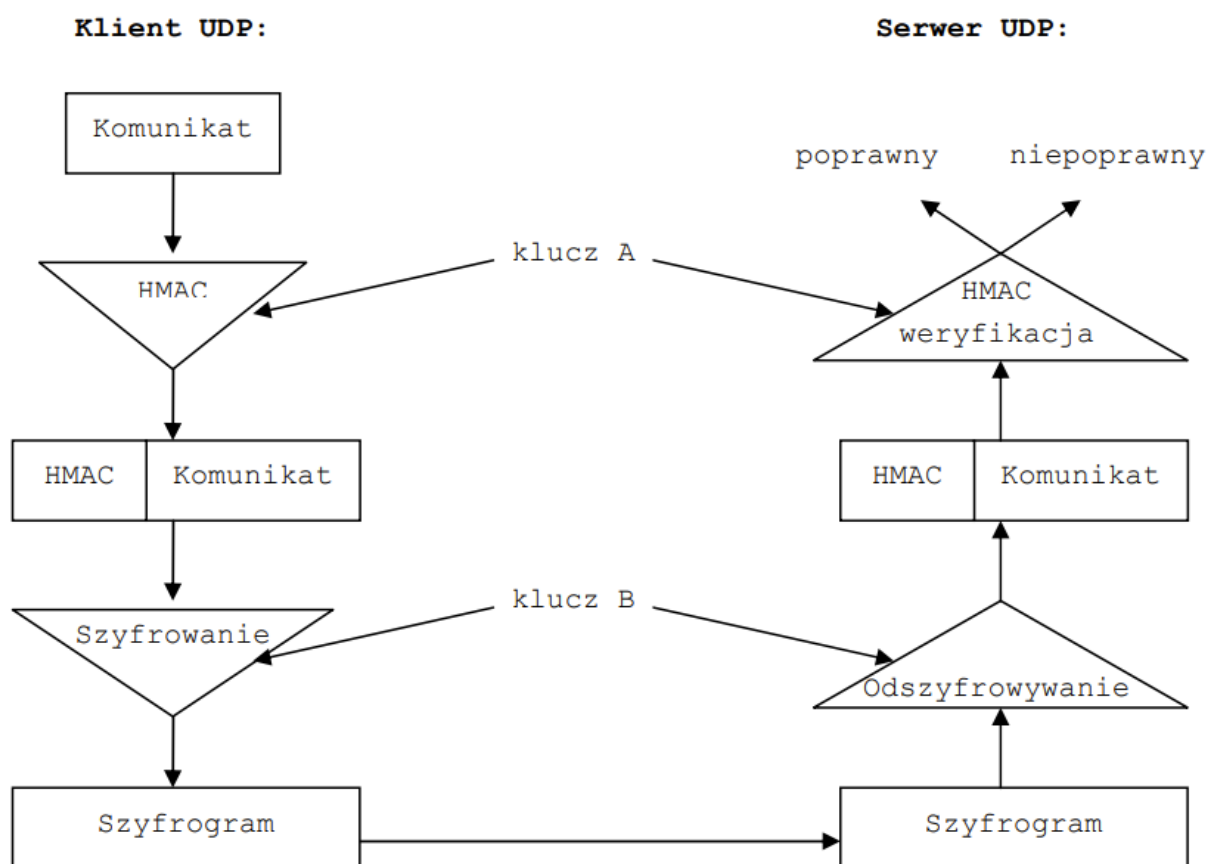 Klient UDP:
Serwer UDP:
Komunikat
poprawny
niepoprawny
klucz A
HMAC
HMAC
weryfikacja
HMAC
Komunikat
HMAC
Komunikat
klucz B
Szyfrowanie
Odszyfrowywanie
Szyfrogram
Szyfrogram